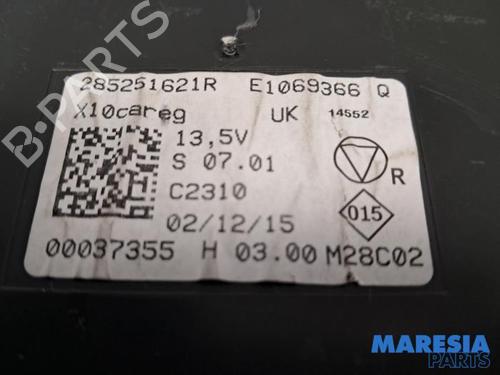 285251621R E1069366 Q
X10careg UK 14552
13,5V
S 07.01
R
C2310
015
02/12/15
00037355 H 03.00 M28C02
B-PARTS
MARESIA
PARTS